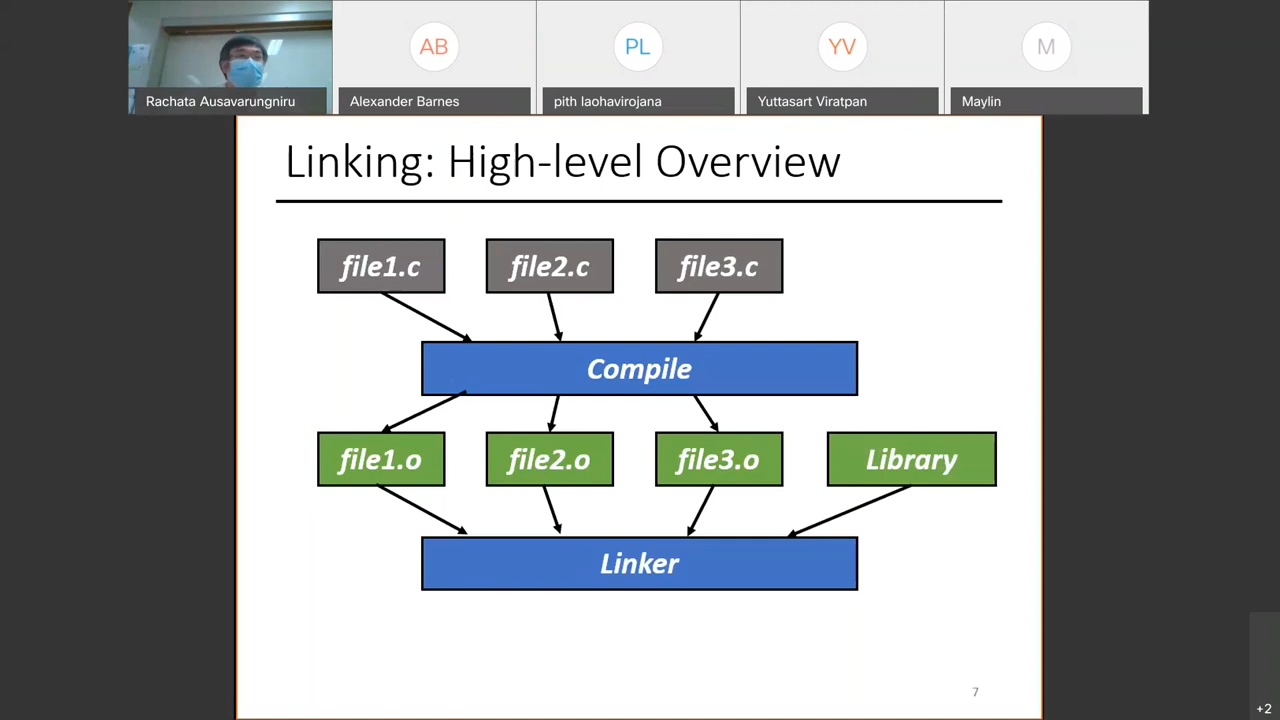 AB
PL
YV
M
Rachata Ausavarungniru
Alexander Barnes
pith laohavirojana
Yuttasart Viratpan
Maylin
Linking: High-level Overview
file1.c
file2.c
file3.c
Compile
file1.o
file2.o
file3.o
Library
Linker
7
+2